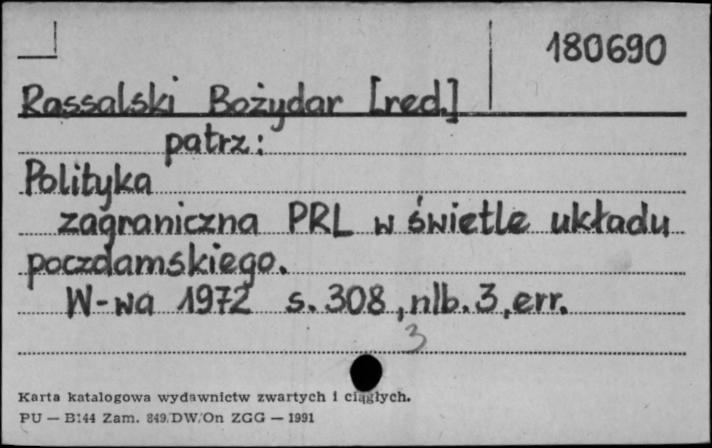 180690
Rassalski Bożydar [red.]
patrz:
Polityka
zagraniczna PRL w świetle układu
poczdamskiego.
W-wa 1972 s. 308, nlb. 3, err.
3
Karta katalogowa wydawnictw zwartych i ciągłych.
PU — B144 Zam. 849/DW/On ZGG — 1991